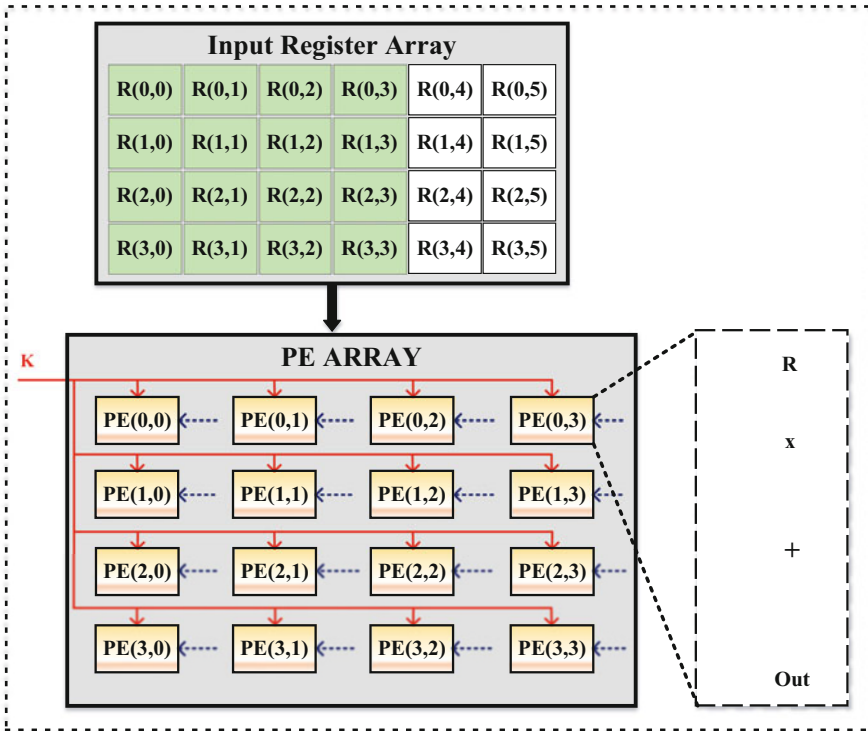 Input Register Array
R(0,0) R(0,1) R(0,2) R(0,3) R(0,4) R(0,5)
R(1,0) R(1,1) R(1,2) R(1,3) R(1,4) R(1,5)
R(2,0) R(2,1) R(2,2) R(2,3) R(2,4) R(2,5)
R(3,0) R(3,1) R(3,2) R(3,3) R(3,4) R(3,5)
PE ARRAY
K
PE(0,0) PE(0,1) PE(0,2) PE(0,3)
PE(1,0) PE(1,1) PE(1,2) PE(1,3)
PE(2,0) PE(2,1) PE(2,2) PE(2,3)
PE(3,0) PE(3,1) PE(3,2) PE(3,3)
R
x
+
Out